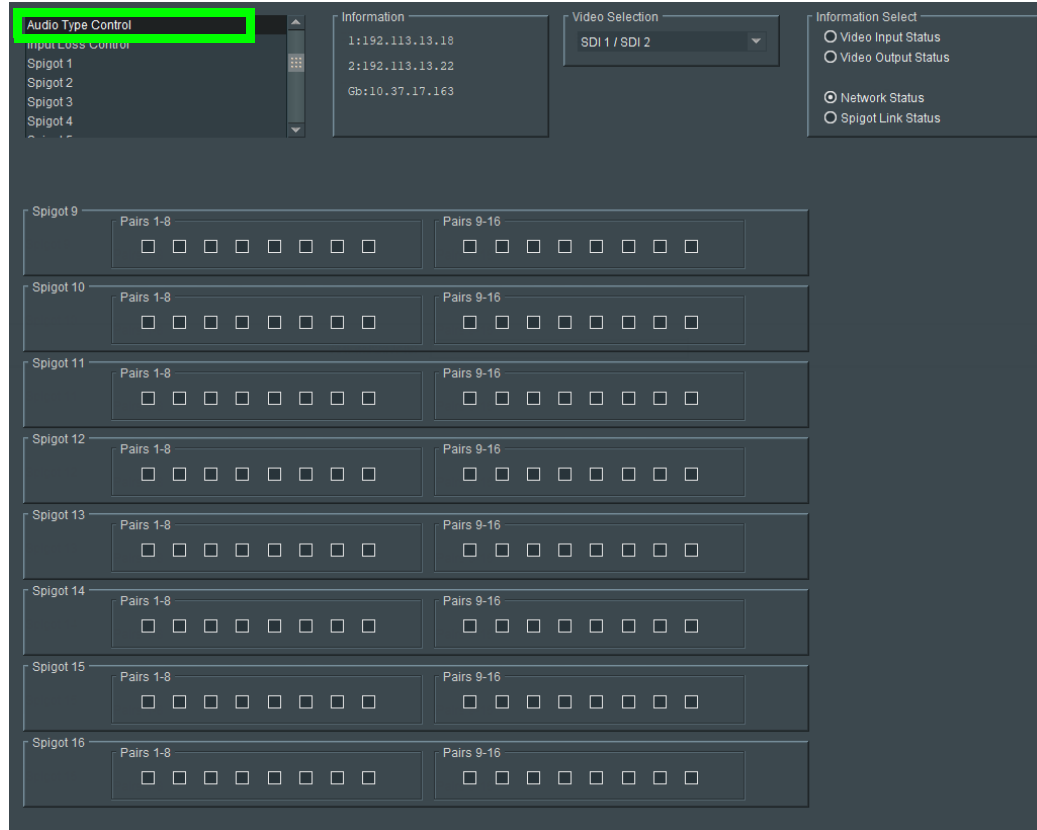 Audio Type Control
Input Loss Control
Spigot 1
Spigot 2
Spigot 3
Spigot 4
Information
1:192.113.13.18
2:192.113.13.22
Gb:10.37.17.163
Video Selection
SDI 1 / SDI 2
Information Select
Video Input Status
Video Output Status
Network Status
Spigot Link Status
Spigot 9
Pairs 1-8
Pairs 9-16
Spigot 10
Pairs 1-8
Pairs 9-16
Spigot 11
Pairs 1-8
Pairs 9-16
Spigot 12
Pairs 1-8
Pairs 9-16
Spigot 13
Pairs 1-8
Pairs 9-16
Spigot 14
Pairs 1-8
Pairs 9-16
Spigot 15
Pairs 1-8
Pairs 9-16
Spigot 16
Pairs 1-8
Pairs 9-16